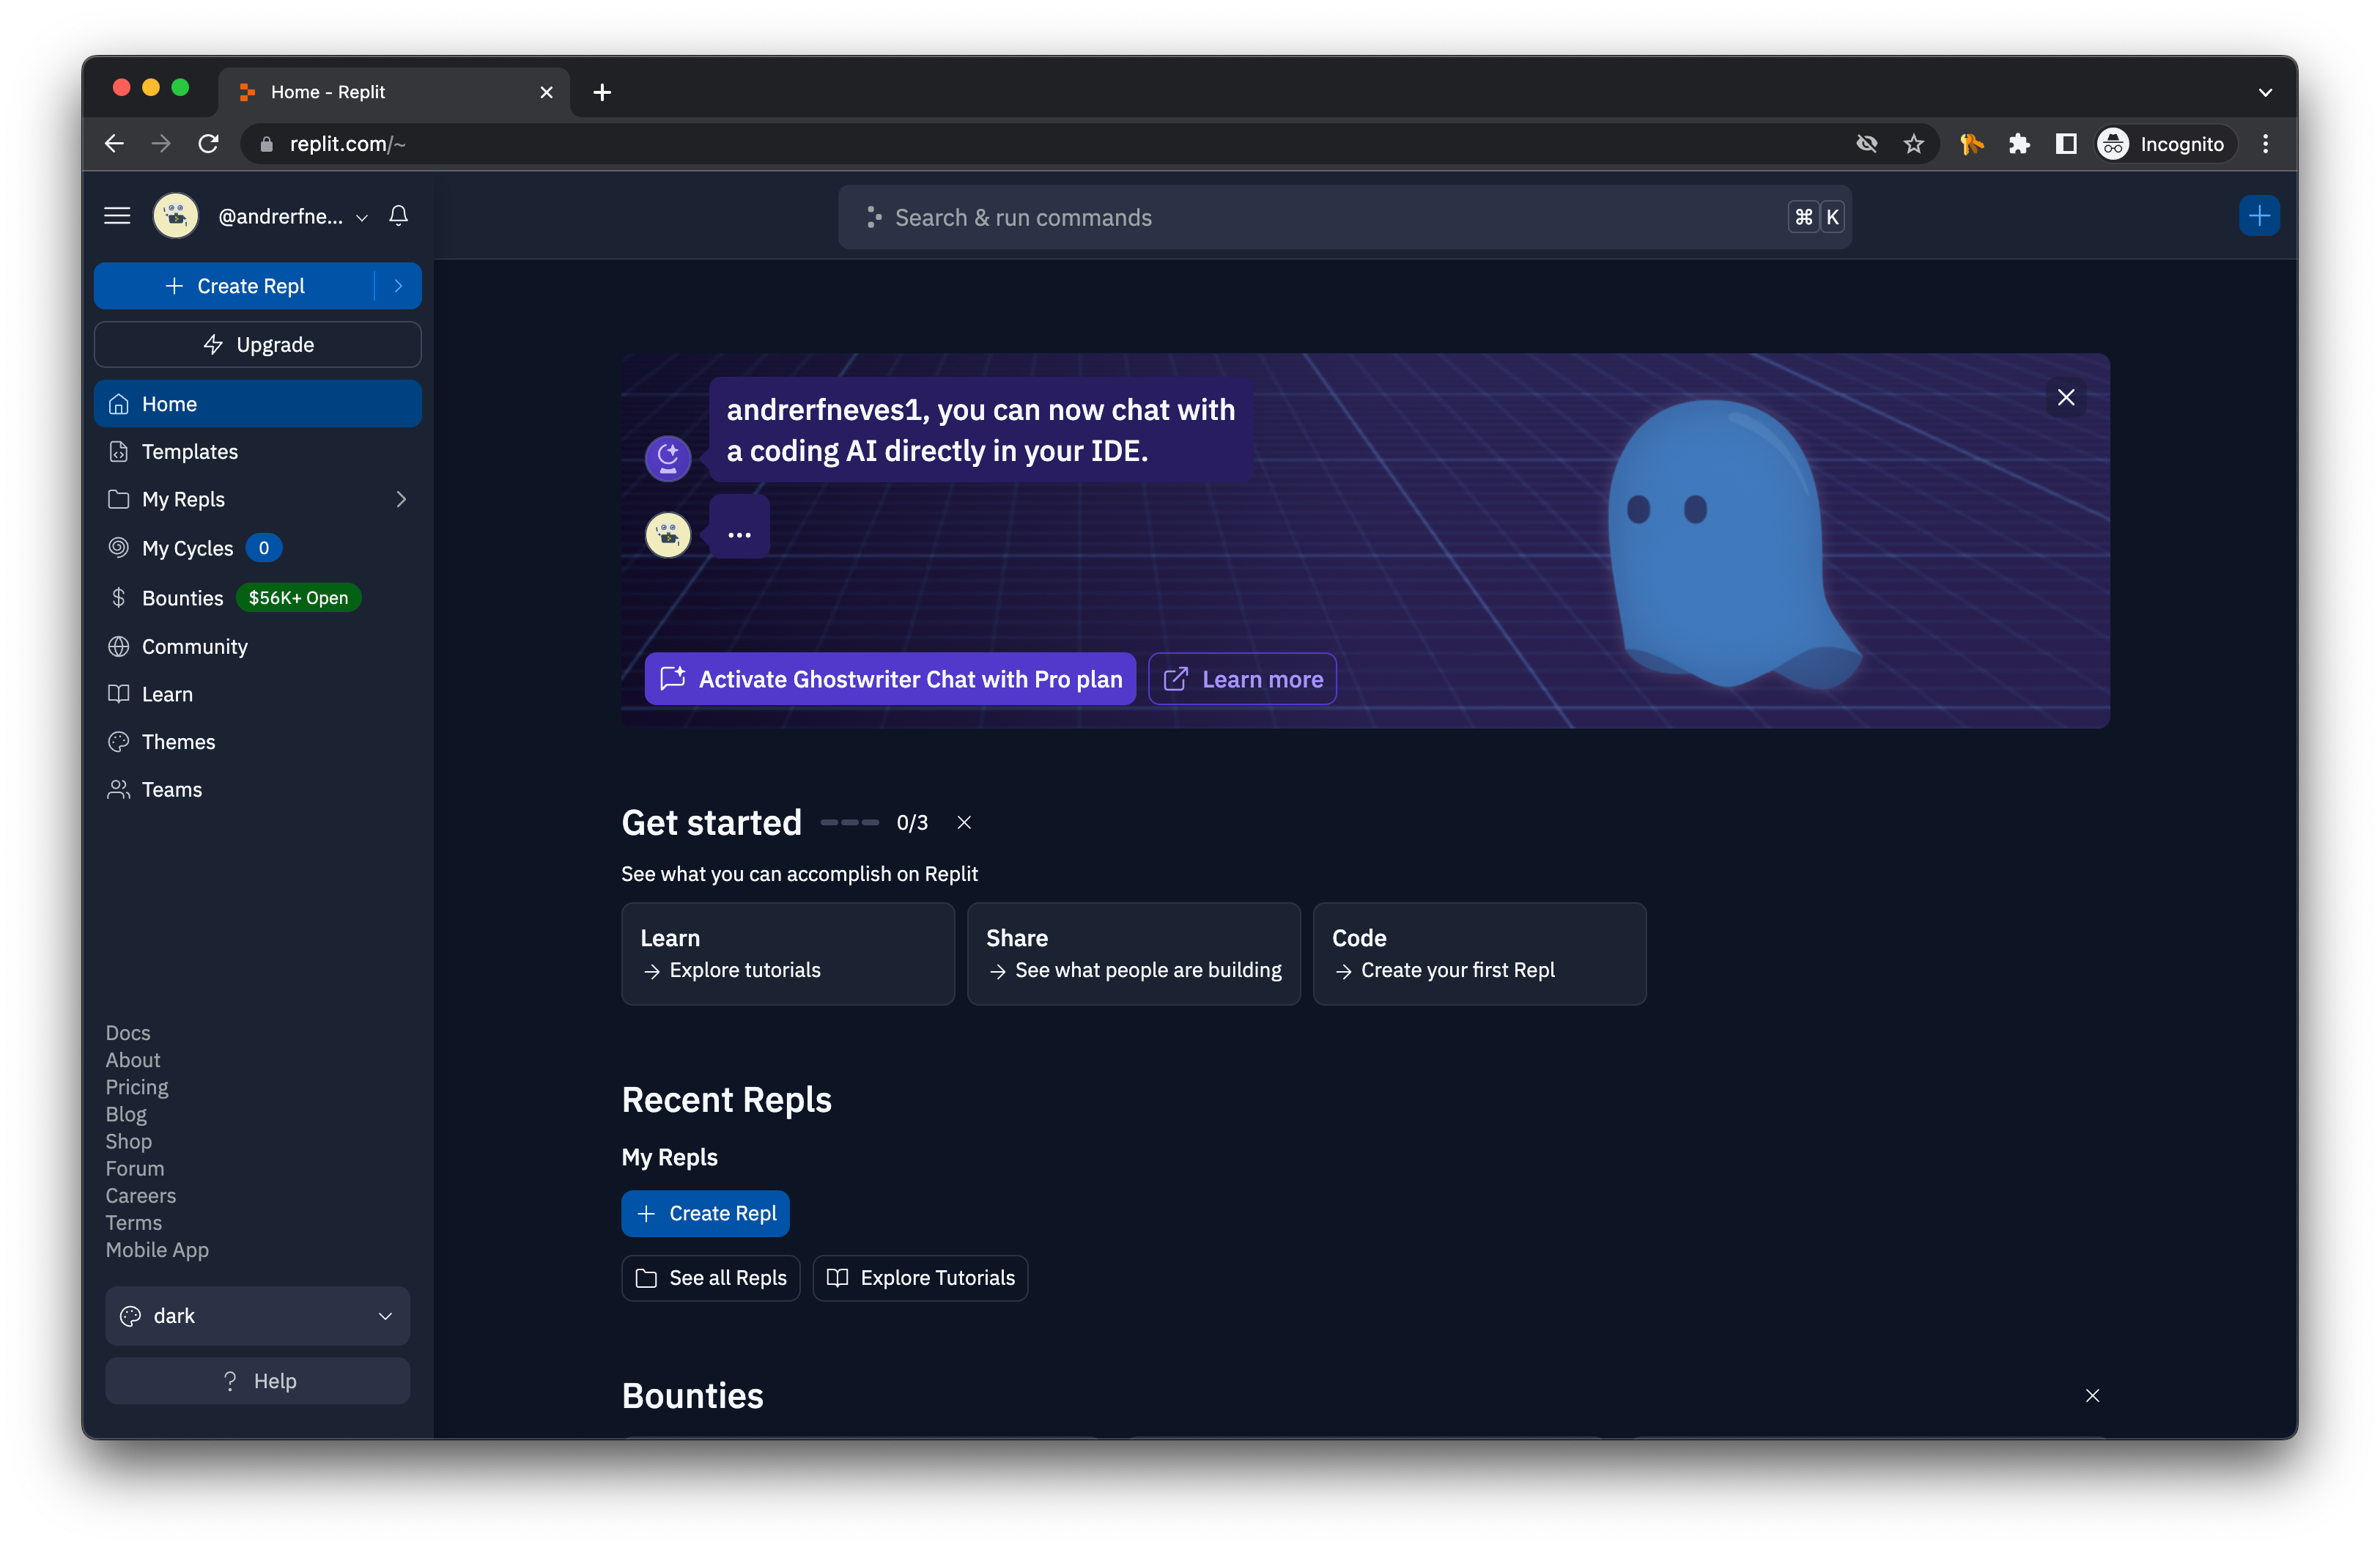 Home - Replit
replit.com/~
Incognito
@andrerfne...
Search & run commands
⌘ K
Create Repl
Upgrade
Home
Templates
My Repls
My Cycles 0
Bounties $56K+ Open
Community
Learn
Themes
Teams
Docs
About
Pricing
Blog
Shop
Forum
Careers
Terms
Mobile App
dark
? Help
andrerfneves1, you can now chat with
a coding AI directly in your IDE.
...
Activate Ghostwriter Chat with Pro plan
Learn more
Get started 0/3
See what you can accomplish on Replit
Learn
→ Explore tutorials
Share
→ See what people are building
Code
→ Create your first Repl
Recent Repls
My Repls
Create Repl
See all Repls
Explore Tutorials
Bounties